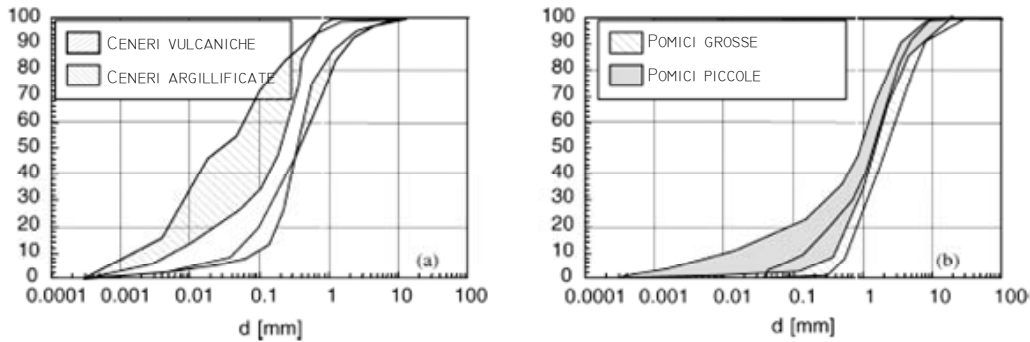 100
90
80
70
60
50
40
30
20
10
0
CENERI VULCANICHE
CENERI ARGILLIFICATE
(a)
0.0001 0.001 0.01 0.1 1 10 100
d [mm]
100
90
80
70
60
50
40
30
20
10
0
POMICI GROSSE
POMICI PICCOLE
(b)
0.0001 0.001 0.01 0.1 1 10 100
d [mm]